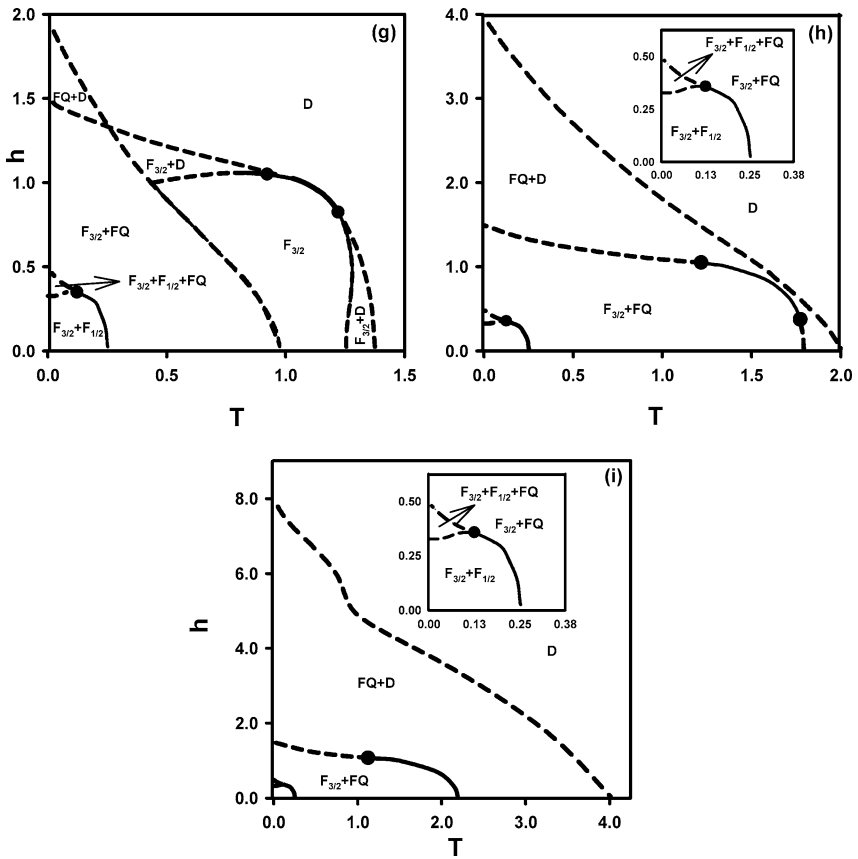 (g)
2.0
1.5
1.0
0.5
0.0
h
FQ+D
D
F3/2+D
F3/2+FQ
F3/2
F3/2+F1/2+FQ
F3/2+F1/2
F3/2+D
0.0 0.5 1.0 1.5
T
(h)
4.0
3.0
2.0
1.0
0.0
h
FQ+D
D
F3/2+FQ
0.0 0.5 1.0 1.5 2.0
T
0.50
0.25
0.00
F3/2+F1/2+FQ
F3/2+FQ
F3/2+F1/2
0.00 0.13 0.25 0.38
(i)
8.0
6.0
4.0
2.0
0.0
h
FQ+D
D
F3/2+FQ
0.0 1.0 2.0 3.0 4.0
T
0.50
0.25
0.00
F3/2+F1/2+FQ
F3/2+FQ
F3/2+F1/2
0.00 0.13 0.25 0.38